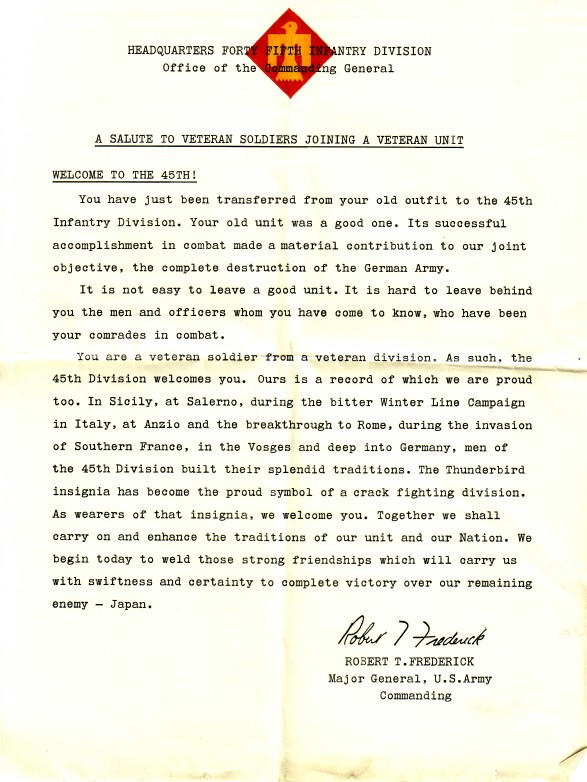 HEADQUARTERS FORTY FIFTH INFANTRY DIVISION
Office of the Commanding General
A SALUTE TO VETERAN SOLDIERS JOINING A VETERAN UNIT
WELCOME TO THE 45TH!
You have just been transferred from your old outfit to the 45th
Infantry Division. Your old unit was a good one. Its successful
accomplishment in combat made a material contribution to our joint
objective, the complete destruction of the German Army.
It is not easy to leave a good unit. It is hard to leave behind
you the men and officers whom you have come to know, who have been
your comrades in combat.
You are a veteran soldier from a veteran division. As such, the
45th Division welcomes you. Ours is a record of which we are proud
too. In Sicily, at Salerno, during the bitter Winter Line Campaign
in Italy, at Anzio and the breakthrough to Rome, during the invasion
of Southern France, in the Vosges and deep into Germany, men of
the 45th Division built their splendid traditions. The Thunderbird
insignia has become the proud symbol of a crack fighting division.
As wearers of that insignia, we welcome you. Together we shall
carry on and enhance the traditions of our unit and our Nation. We
begin today to weld those strong friendships which will carry us
with swiftness and certainty to complete victory over our remaining
enemy — Japan.
Robert T Frederick
ROBERT T.FREDERICK
Major General, U.S.Army
Commanding